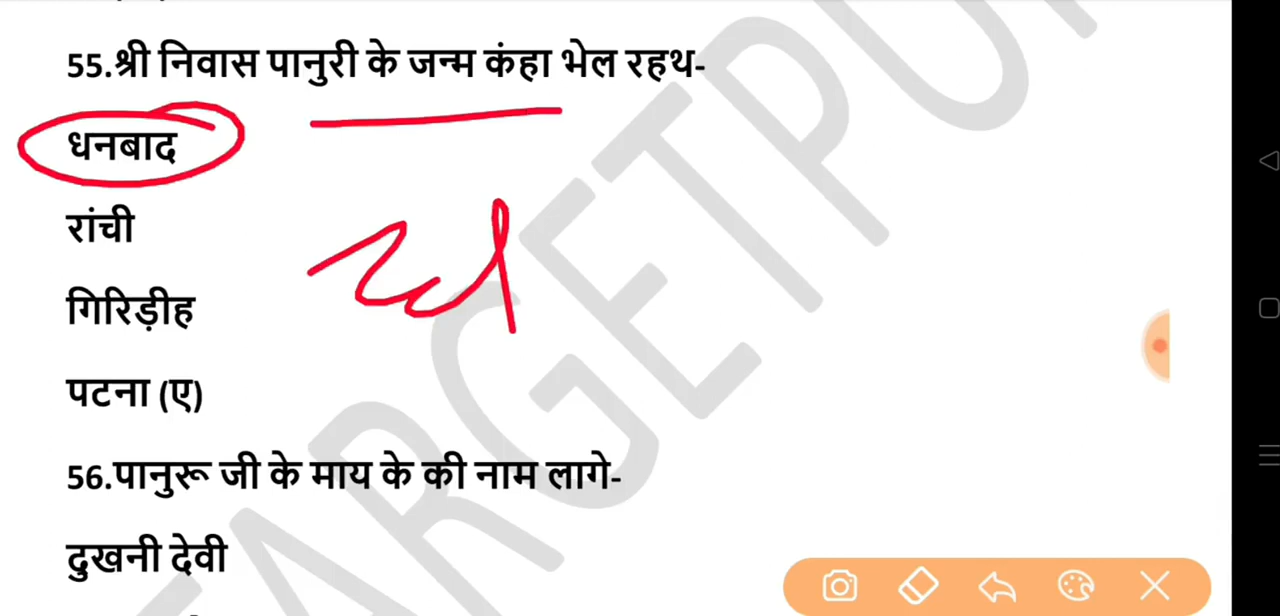 55.श्री निवास पानुरी के जन्म कंहा भेल रहथ-
धनबाद
रांची
गिरिड़ीह
पटना (ए)
56.पानुरू जी के माय के की नाम लागे-
दुखनी देवी